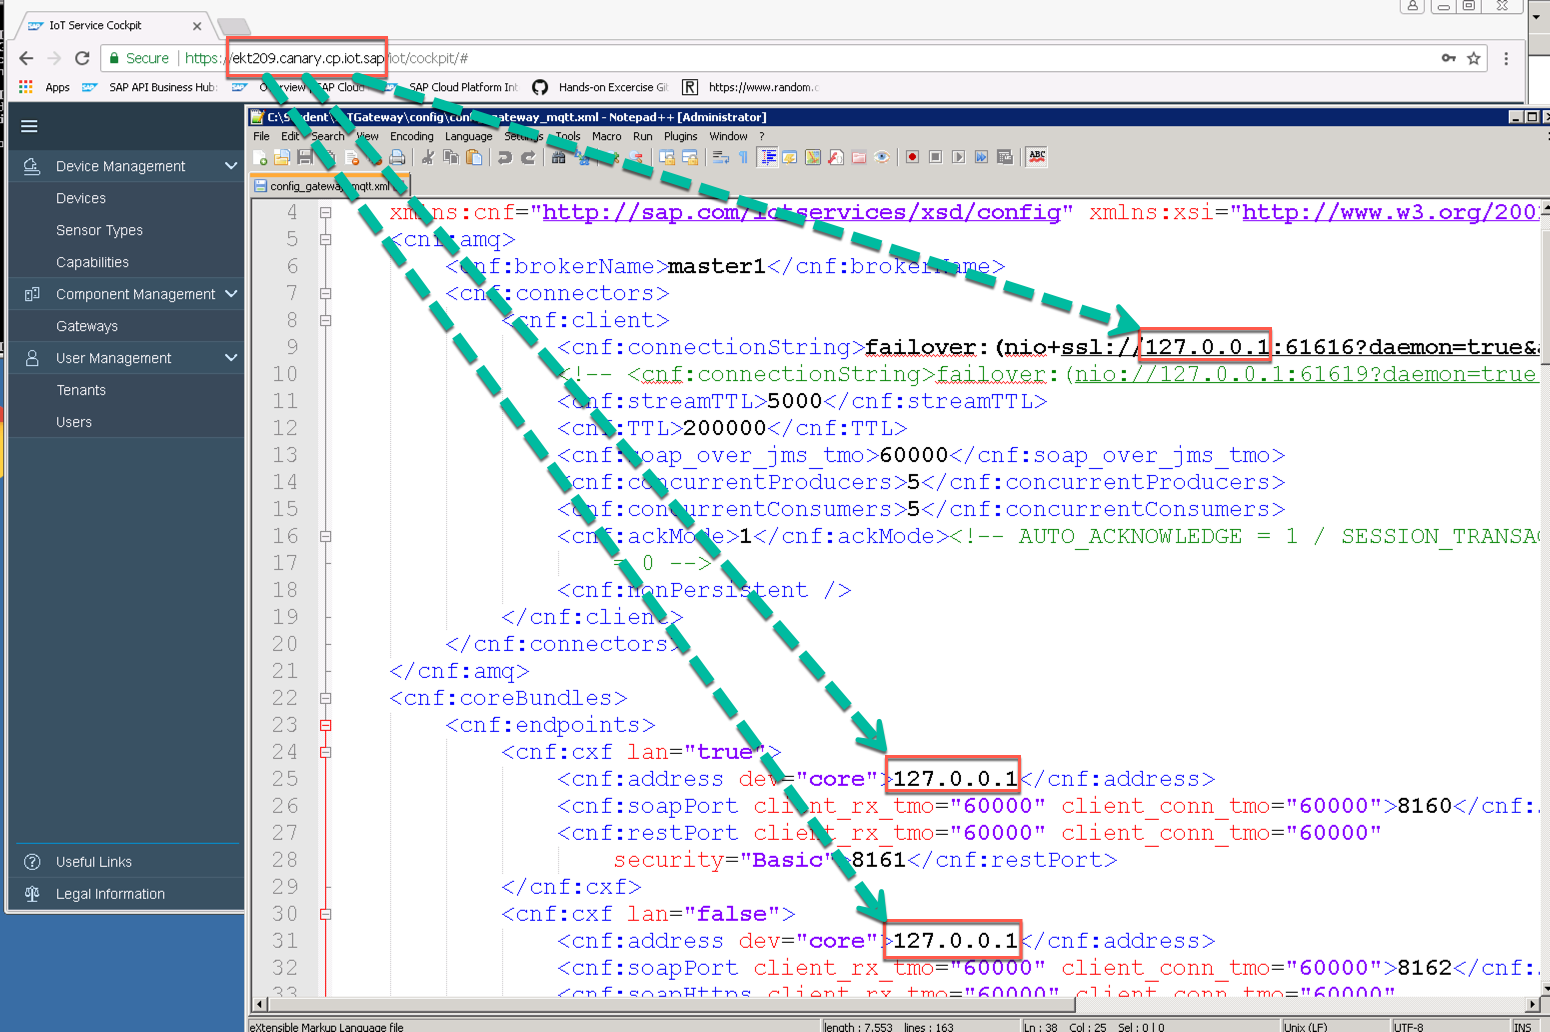 IoT Service Cockpit
Secure https://ekt209.canary.cp.iot.sap/iot/cockpit/#
Apps SAP API Business Hub: Overview | SAP Cloud SAP Cloud Platform Int Hands-on Excercise Gi https://www.random.
C:\Student\ TGateway\config\con gateway_mqtt.xml - Notepad++ [Administrator]
File Edit Search View Encoding Language Settings Tools Macro Run Plugins Window ?
config_gateway_mqtt.xml
Device Management
Devices
Sensor Types
Capabilities
Component Management
Gateways
User Management
Tenants
Users
Useful Links
Legal Information
4 xmlns:cnf="http://sap.com/iotservices/xsd/config" xmlns:xsi="http://www.w3.org/200
5 <cnf:amq>
6 <cnf:brokerName>master1</cnf:brokerName>
7 <cnf:connectors>
8 <cnf:client>
9 <cnf:connectionString>failover:(nio+ssl://127.0.0.1:61616?daemon=true&
10 <!-- <cnf:connectionString>failover:(nio://127.0.0.1:61619?daemon=true
11 <cnf:streamTTL>5000</cnf:streamTTL>
12 <cnf:TTL>200000</cnf:TTL>
13 <cnf:soap_over_jms_tmo>60000</cnf:soap_over_jms_tmo>
14 <cnf:concurrentProducers>5</cnf:concurrentProducers>
15 <cnf:concurrentConsumers>5</cnf:concurrentConsumers>
16 <cnf:ackMode>1</cnf:ackMode><!-- AUTO_ACKNOWLEDGE = 1 / SESSION_TRANSA
17 = 0 -->
18 <cnf:nonPersistent />
19 </cnf:client>
20 </cnf:connectors>
21 </cnf:amq>
22 <cnf:coreBundles>
23 <cnf:endpoints>
24 <cnf:cxf lan="true">
25 <cnf:address dev="core">127.0.0.1</cnf:address>
26 <cnf:soapPort client_rx_tmo="60000" client_conn_tmo="60000">8160</cnf:
27 <cnf:restPort client_rx_tmo="60000" client_conn_tmo="60000"
28 security="Basic">8161</cnf:restPort>
29 </cnf:cxf>
30 <cnf:cxf lan="false">
31 <cnf:address dev="core">127.0.0.1</cnf:address>
32 <cnf:soapPort client_rx_tmo="60000" client_conn_tmo="60000">8162</cnf:
33 <cnf:soapHttps client_rx_tmo="60000" client_conn_tmo="60000"
eXtensible Markup Language file length : 7,553 lines : 163 Ln : 38 Col : 25 Sel : 0 | 0 Unix (LF) UTF-8 INS